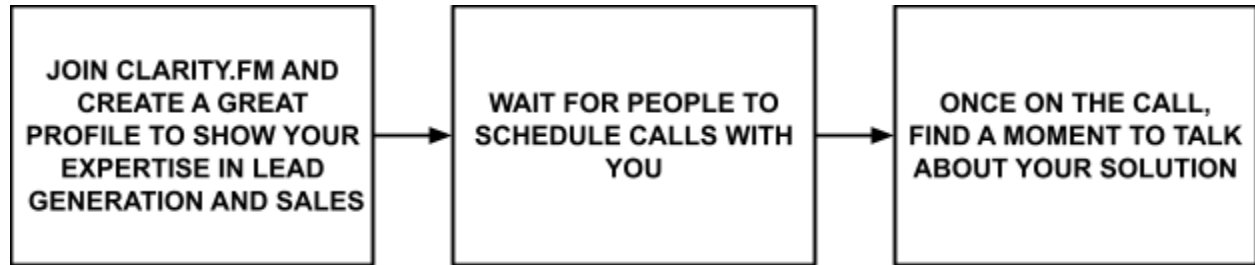 JOIN CLARITY.FM AND
CREATE A GREAT
PROFILE TO SHOW YOUR
EXPERTISE IN LEAD
GENERATION AND SALES
WAIT FOR PEOPLE TO
SCHEDULE CALLS WITH
YOU
ONCE ON THE CALL,
FIND A MOMENT TO TALK
ABOUT YOUR SOLUTION